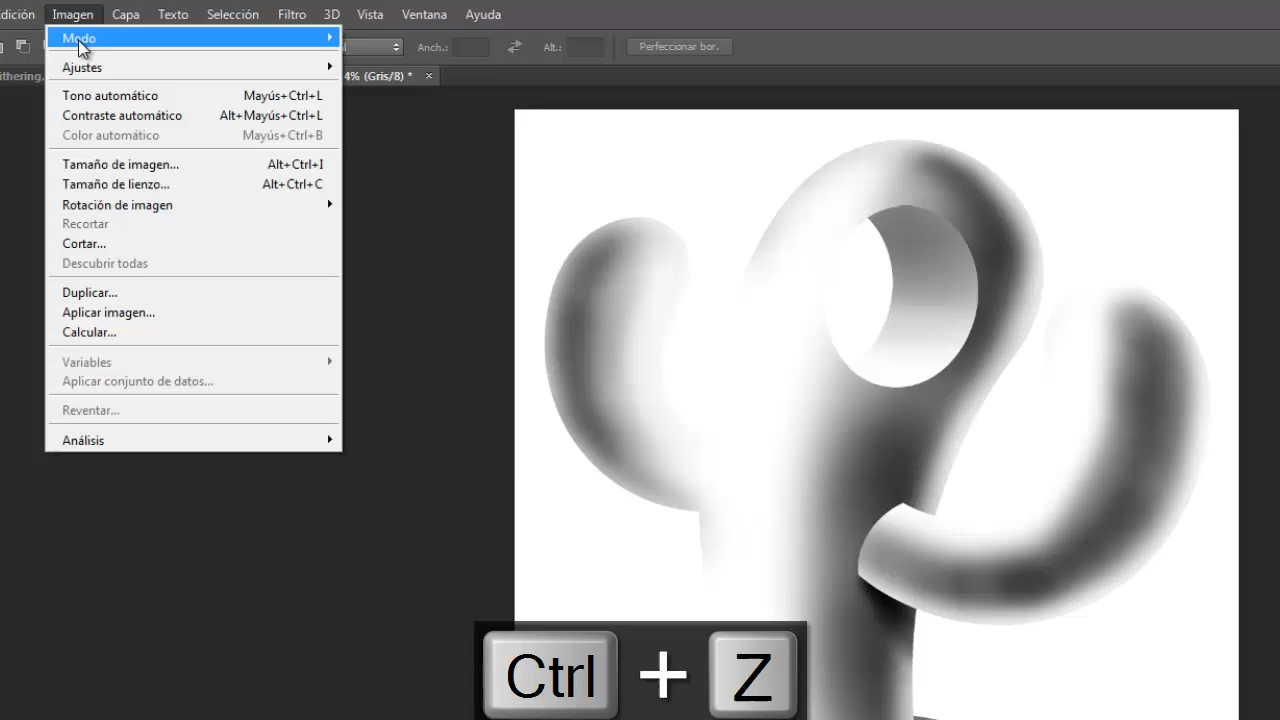 Edición Imagen Capa Texto Selección Filtro 3D Vista Ventana Ayuda
Modo
Anch.: Alt.: Perfeccionar bor.
Ajustes
ithering. 4% (Gris/8) * ×
Tono automático Mayús+Ctrl+L
Contraste automático Alt+Mayús+Ctrl+L
Color automático Mayús+Ctrl+B
Tamaño de imagen... Alt+Ctrl+I
Tamaño de lienzo... Alt+Ctrl+C
Rotación de imagen
Recortar
Cortar...
Descubrir todas
Duplicar...
Aplicar imagen...
Calcular...
Variables
Aplicar conjunto de datos...
Reventar...
Análisis
Ctrl + Z